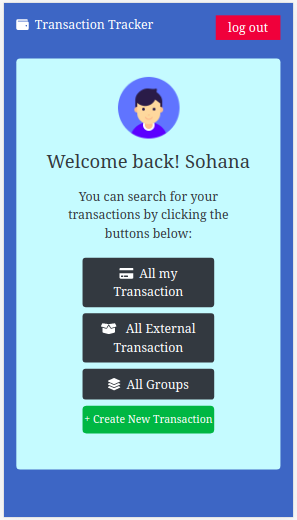 Transaction Tracker
log out
Welcome back! Sohana
You can search for your
transactions by clicking the
buttons below:
All my
Transaction
All External
Transaction
All Groups
+ Create New Transaction